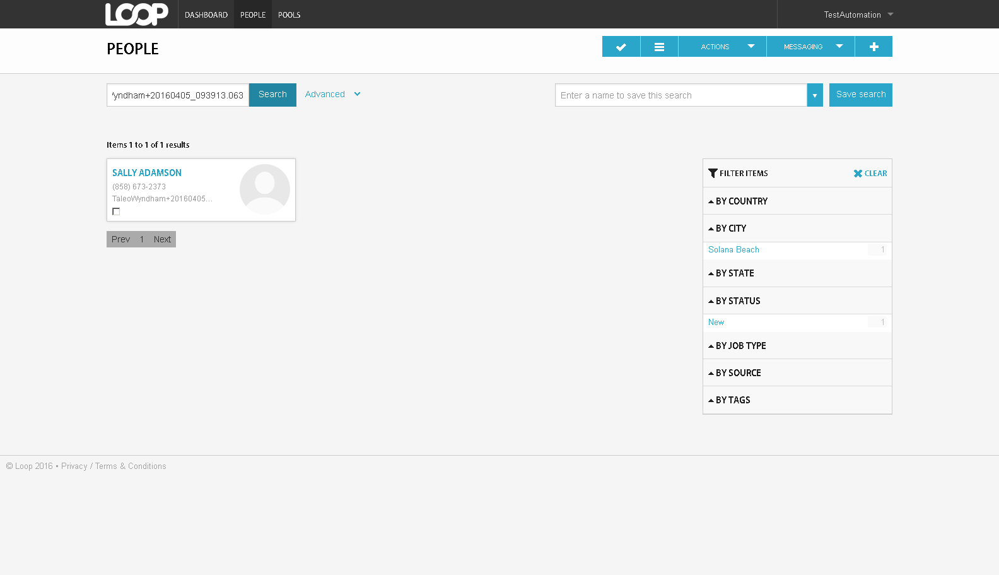 LOOP DASHBOARD PEOPLE POOLS TestAutomation
PEOPLE
ACTIONS MESSAGING
yndham+20160405_093913.063 Search Advanced Enter a name to save this search Save search
Items 1 to 1 of 1 results
SALLY ADAMSON
(858) 673-2373
TaleoWyndham+20160405...
Prev 1 Next
FILTER ITEMS CLEAR
BY COUNTRY
BY CITY
Solana Beach 1
BY STATE
BY STATUS
New 1
BY JOB TYPE
BY SOURCE
BY TAGS
© Loop 2016 • Privacy / Terms & Conditions